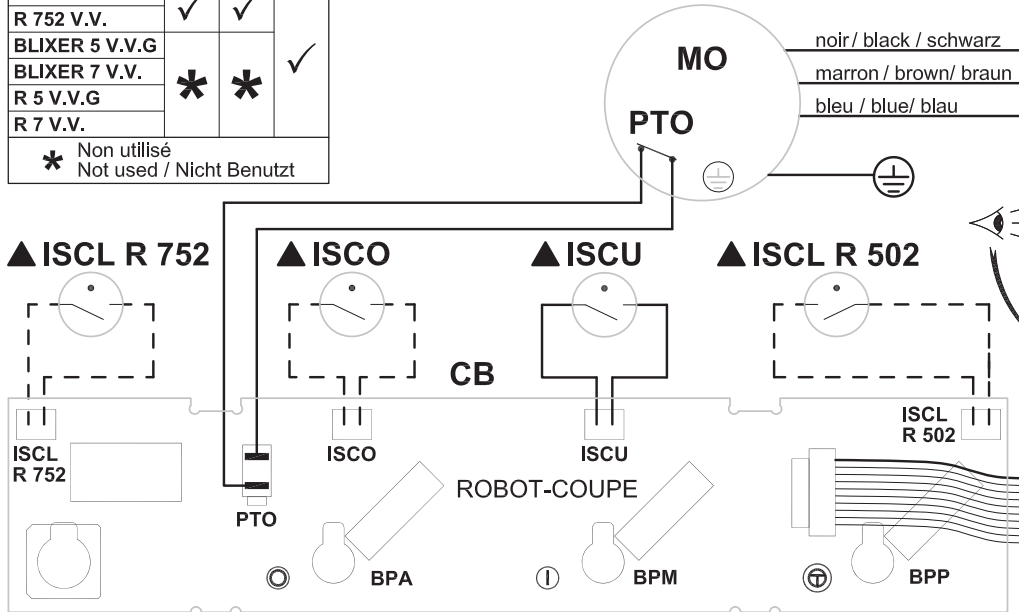 R 752 V.V.
✓ ✓
BLIXER 5 V.V.G
BLIXER 7 V.V.
R 5 V.V.G
R 7 V.V.
* * ✓
* Non utilisé
Not used / Nicht Benutzt
MO
PTO
noir / black / schwarz
marron / brown/ braun
bleu / blue/ blau
▲ ISCL R 752
▲ ISCO
▲ ISCU
▲ ISCL R 502
CB
ISCL
R 752
ISCO
ISCU
ISCL
R 502
PTO
ROBOT-COUPE
BPA
BPM
BPP